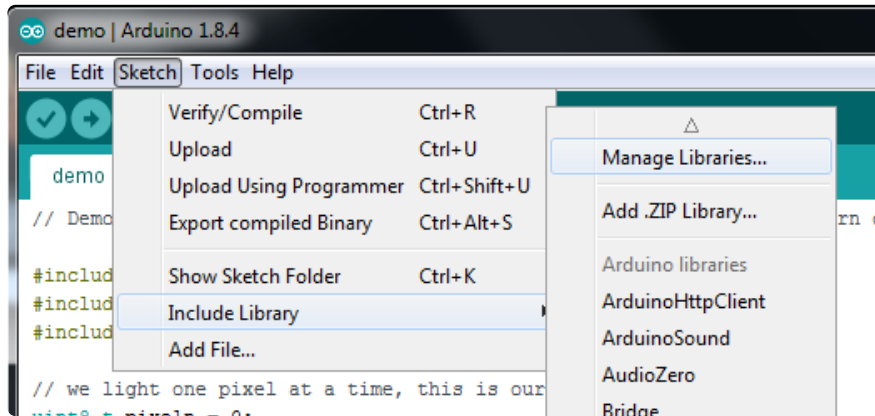 demo | Arduino 1.8.4
File Edit Sketch Tools Help
Verify/Compile Ctrl+R
Upload Ctrl+U
Upload Using Programmer Ctrl+Shift+U
Export compiled Binary Ctrl+Alt+S
Show Sketch Folder Ctrl+K
Include Library
Add File...
Manage Libraries...
Add .ZIP Library...
Arduino libraries
ArduinoHttpClient
ArduinoSound
AudioZero
Bridge
demo
// Demo
#includ
#includ
#includ
// we light one pixel at a time, this is our